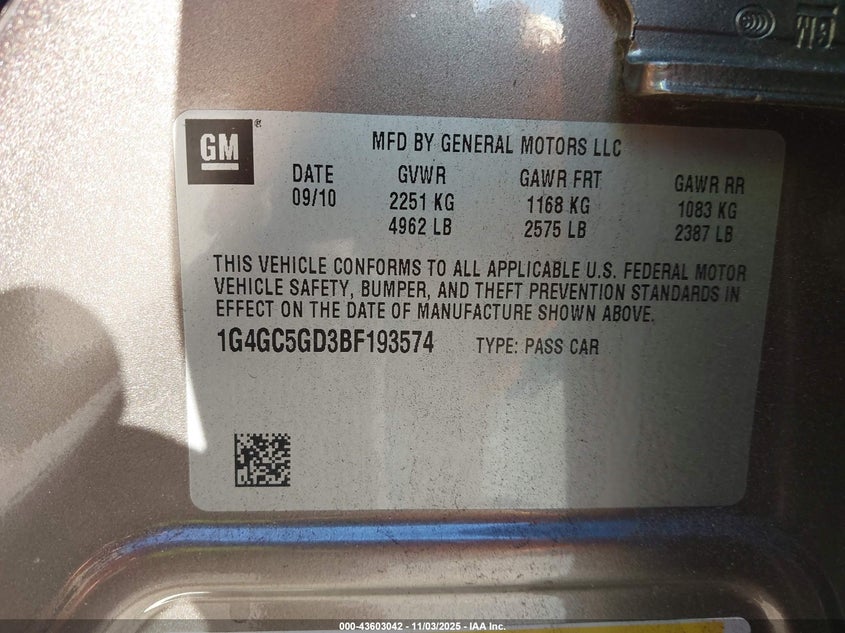 GM ®
MFD BY GENERAL MOTORS LLC
DATE GVWR GAWR FRT GAWR RR
09/10 2251 KG 1168 KG 1083 KG
4962 LB 2575 LB 2387 LB
THIS VEHICLE CONFORMS TO ALL APPLICABLE U.S. FEDERAL MOTOR
VEHICLE SAFETY, BUMPER, AND THEFT PREVENTION STANDARDS IN
EFFECT ON THE DATE OF MANUFACTURE SHOWN ABOVE.
1G4GC5GD3BF193574 TYPE: PASS CAR
000-43603042 - 11/03/2025 - IAA Inc.